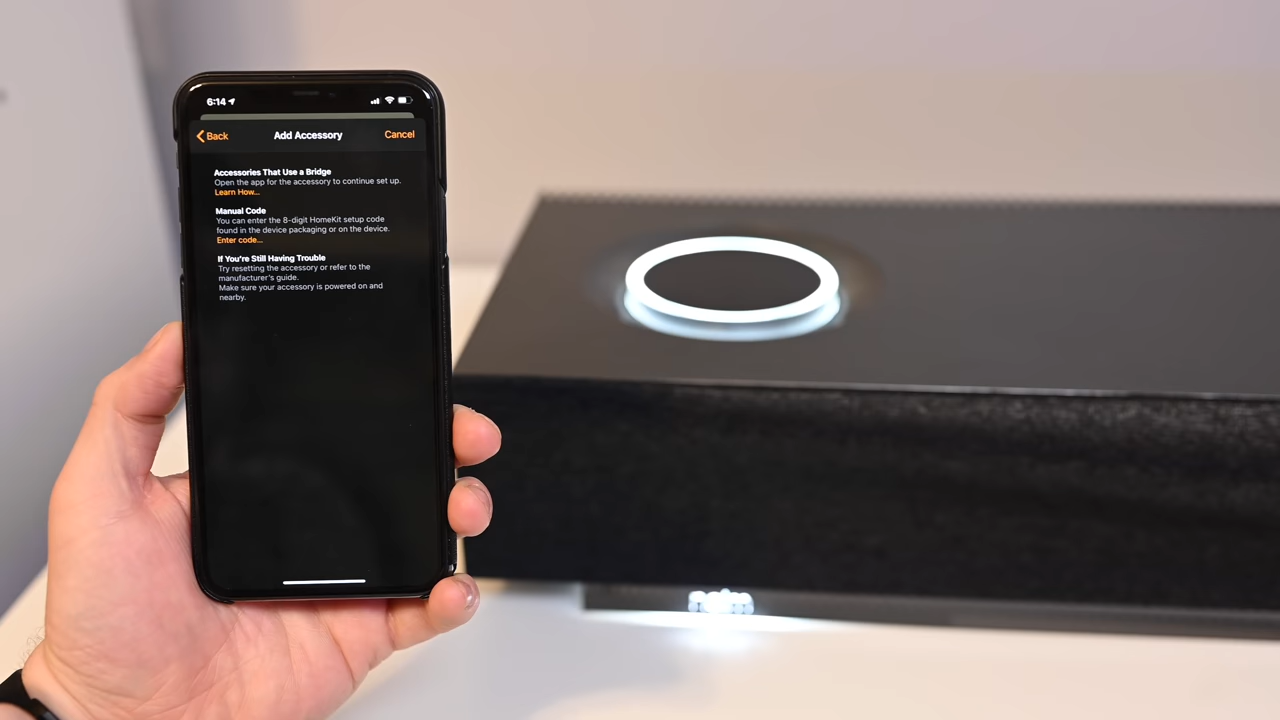 6:14
Back Add Accessory Cancel
Accessories That Use a Bridge
Open the app for the accessory to continue set up.
Learn How...
Manual Code
You can enter the 8-digit HomeKit setup code
found in the device packaging or on the device.
Enter code...
If You're Still Having Trouble
Try resetting the accessory or refer to the
manufacturer's guide.
Make sure your accessory is powered on and
nearby.